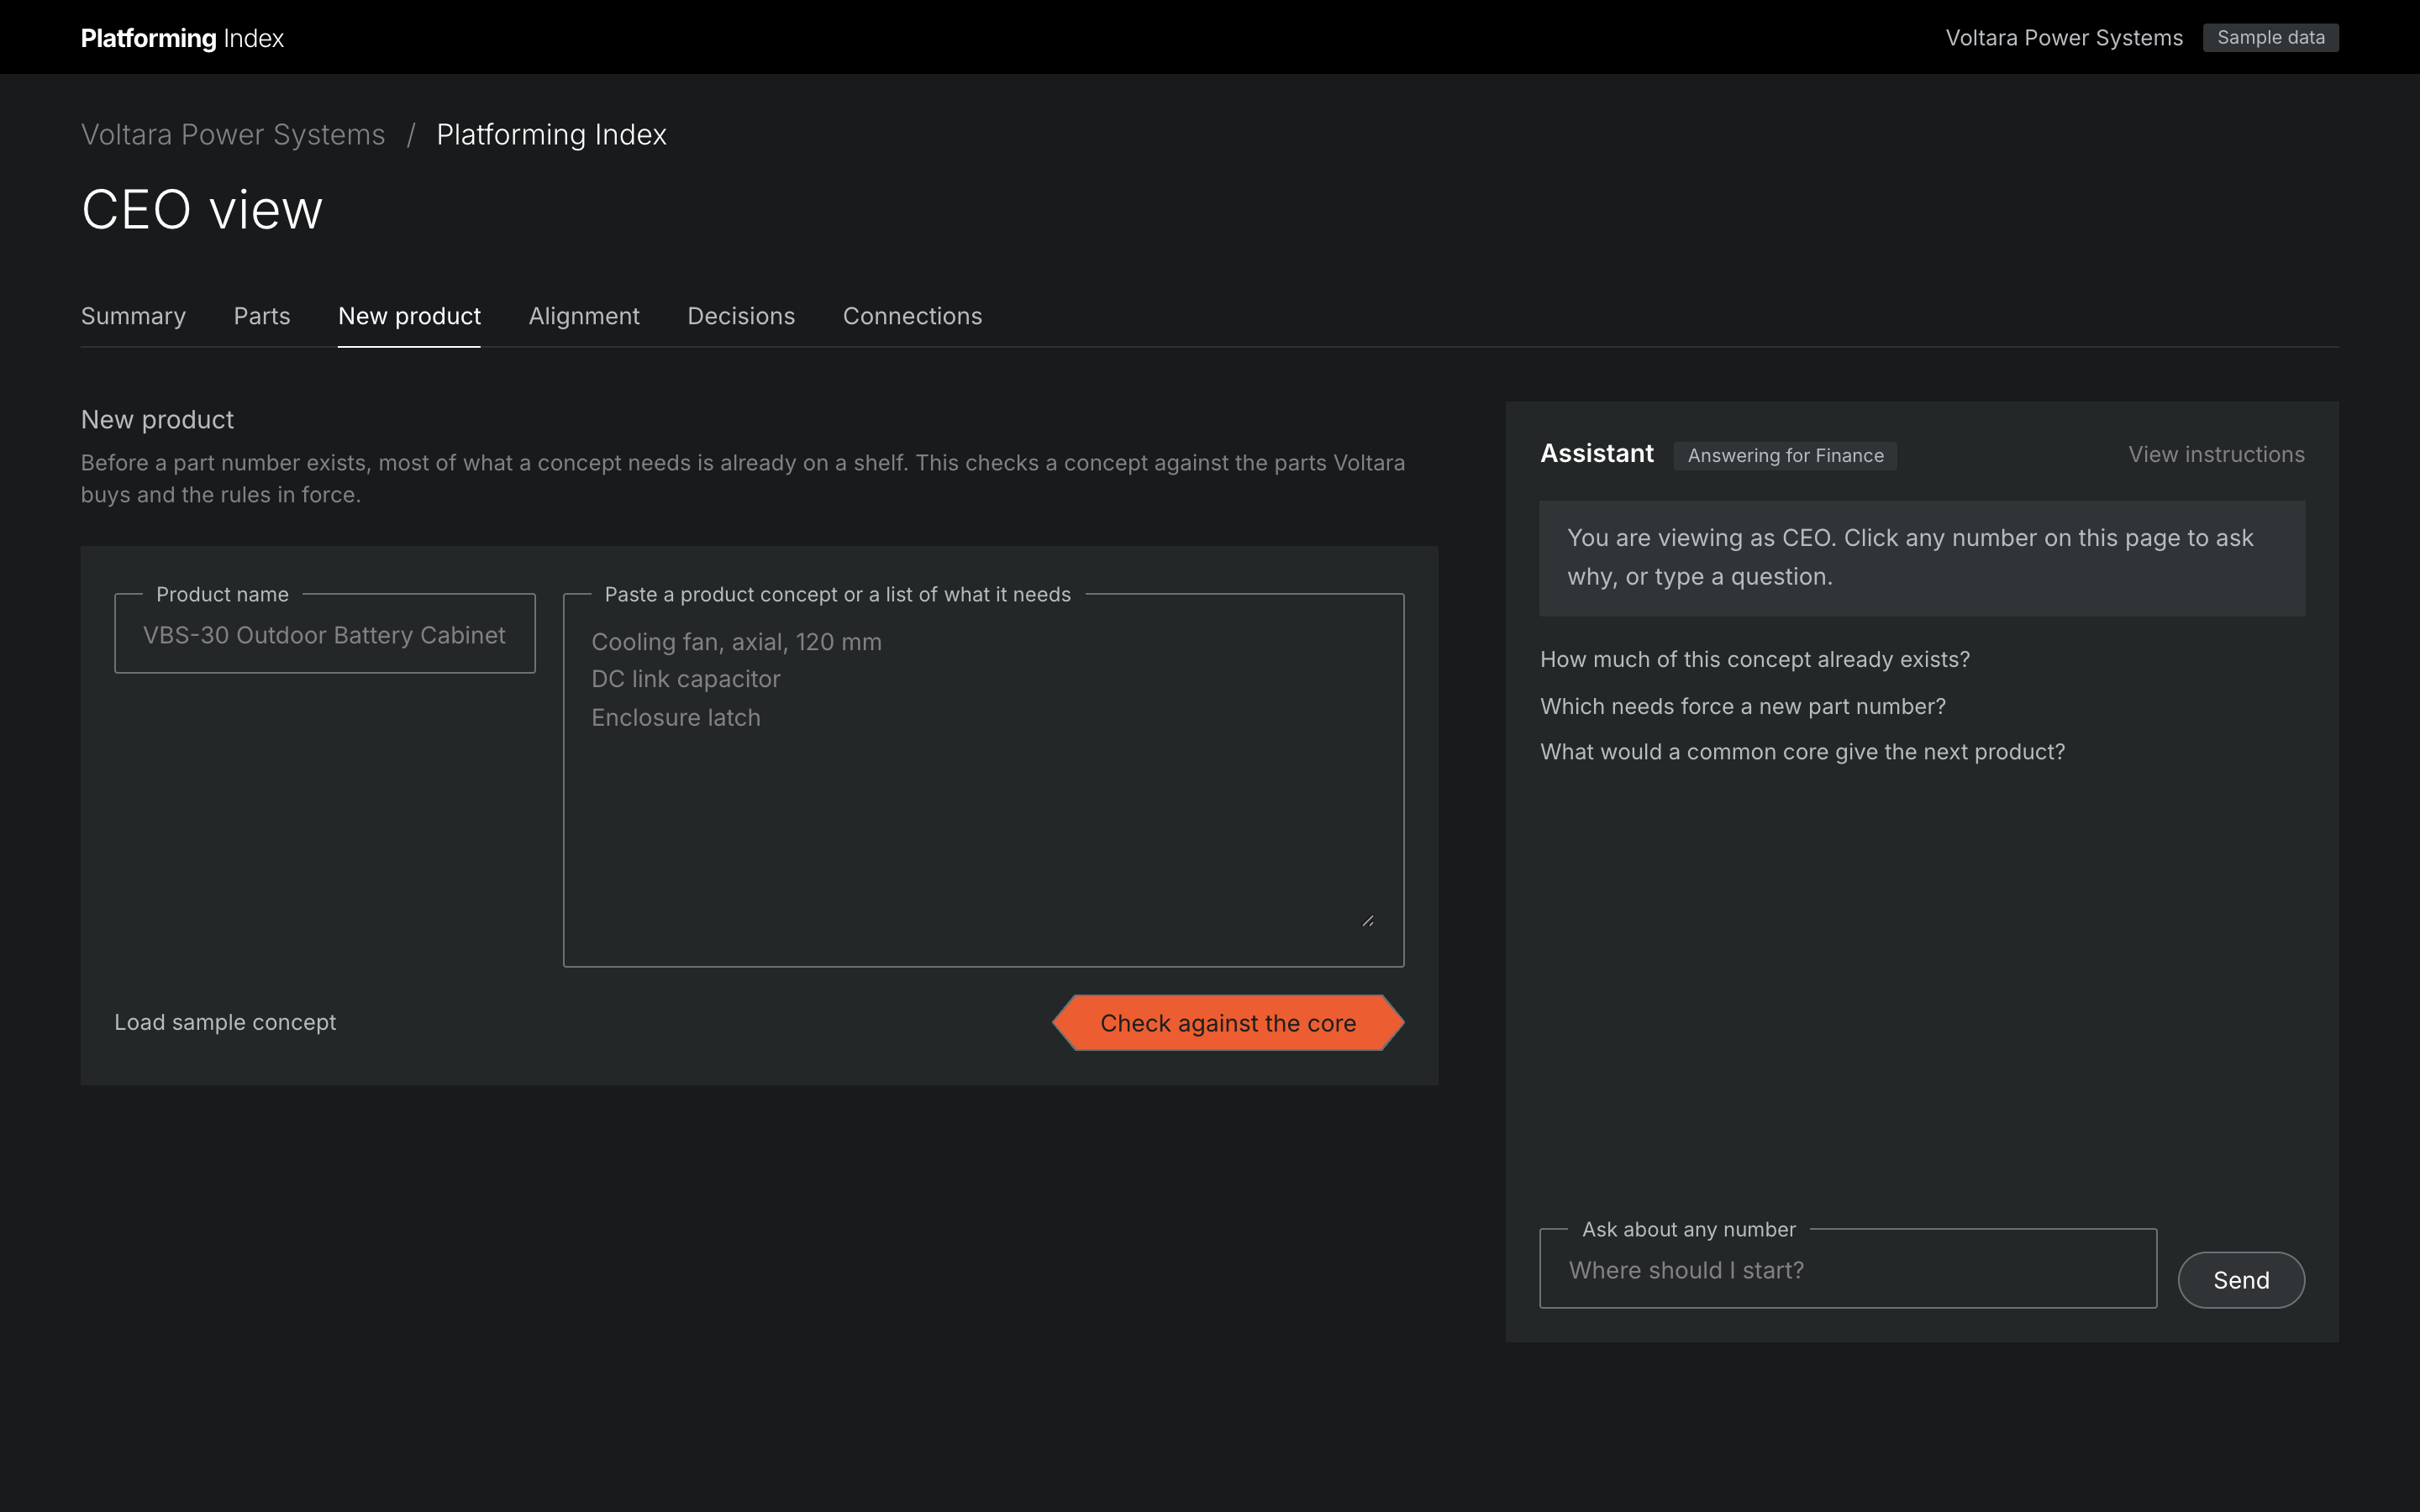 Platforming Index
Voltara Power Systems
Sample data
Voltara Power Systems / Platforming Index
CEO view
Summary
Parts
New product
Alignment
Decisions
Connections
New product
Before a part number exists, most of what a concept needs is already on a shelf. This checks a concept against the parts Voltara
buys and the rules in force.
Product name
VBS-30 Outdoor Battery Cabinet
Paste a product concept or a list of what it needs
Cooling fan, axial, 120 mm
DC link capacitor
Enclosure latch
Load sample concept
Check against the core
Assistant
Answering for Finance
View instructions
You are viewing as CEO. Click any number on this page to ask
why, or type a question.
How much of this concept already exists?
Which needs force a new part number?
What would a common core give the next product?
Ask about any number
Where should I start?
Send